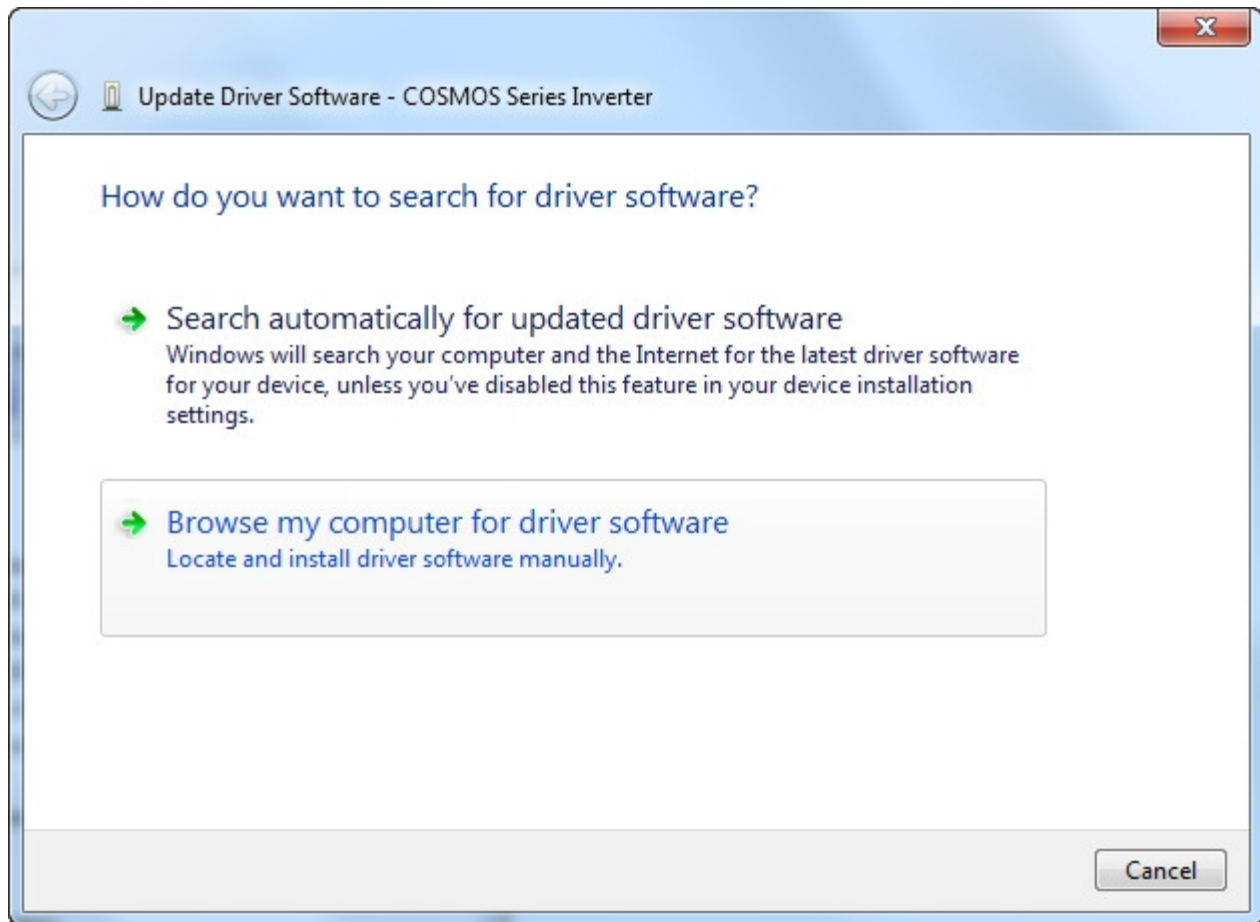 Update Driver Software - COSMOS Series Inverter
How do you want to search for driver software?
Search automatically for updated driver software
Windows will search your computer and the Internet for the latest driver software
for your device, unless you've disabled this feature in your device installation
settings.
Browse my computer for driver software
Locate and install driver software manually.
Cancel